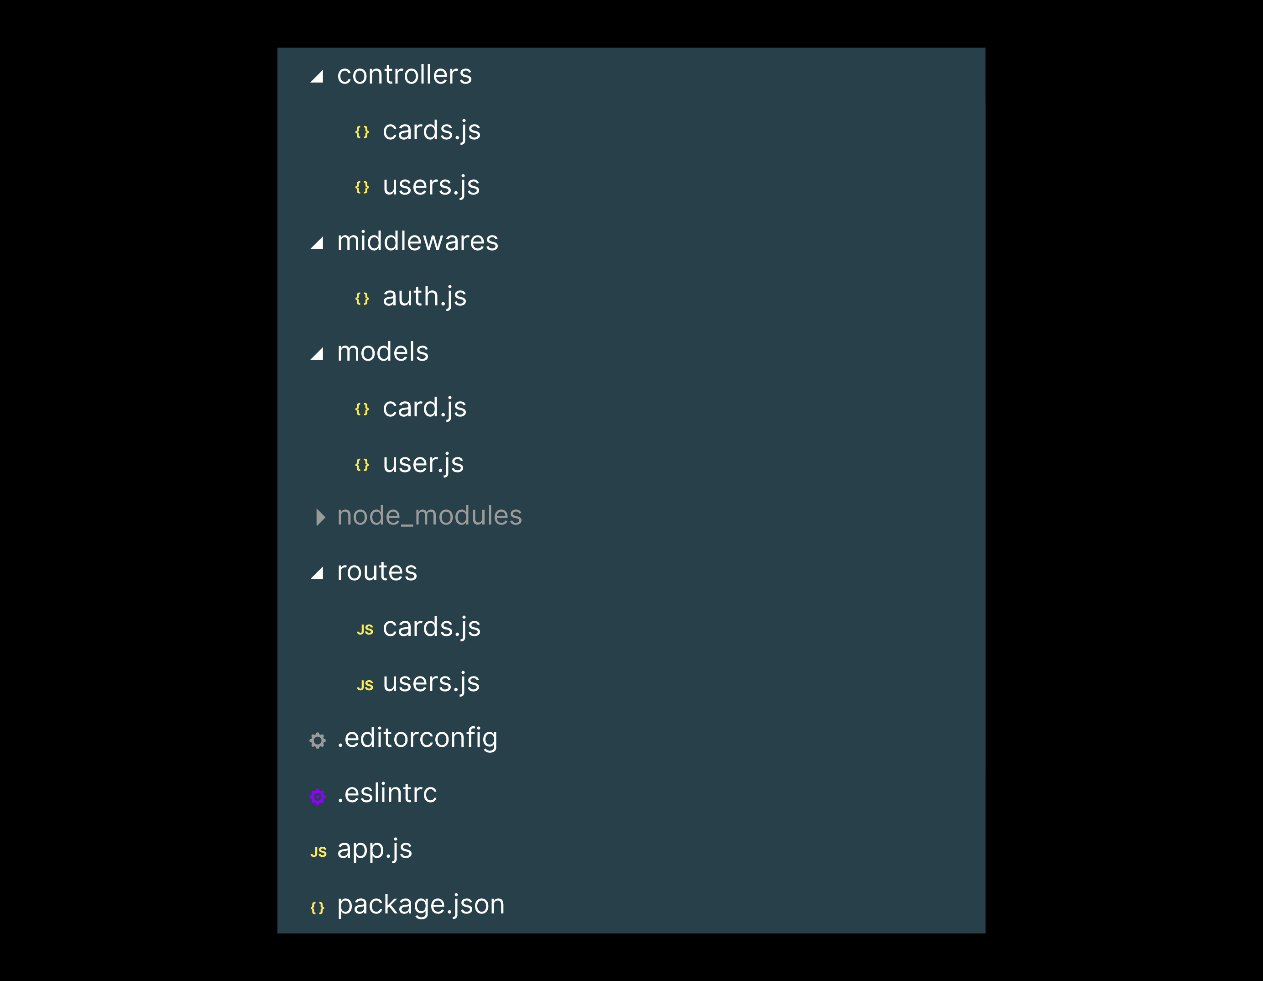 controllers
{} cards.js
{} users.js
middlewares
{} auth.js
models
{} card.js
{} user.js
node_modules
routes
JS cards.js
JS users.js
.editorconfig
.eslintrc
JS app.js
{} package.json